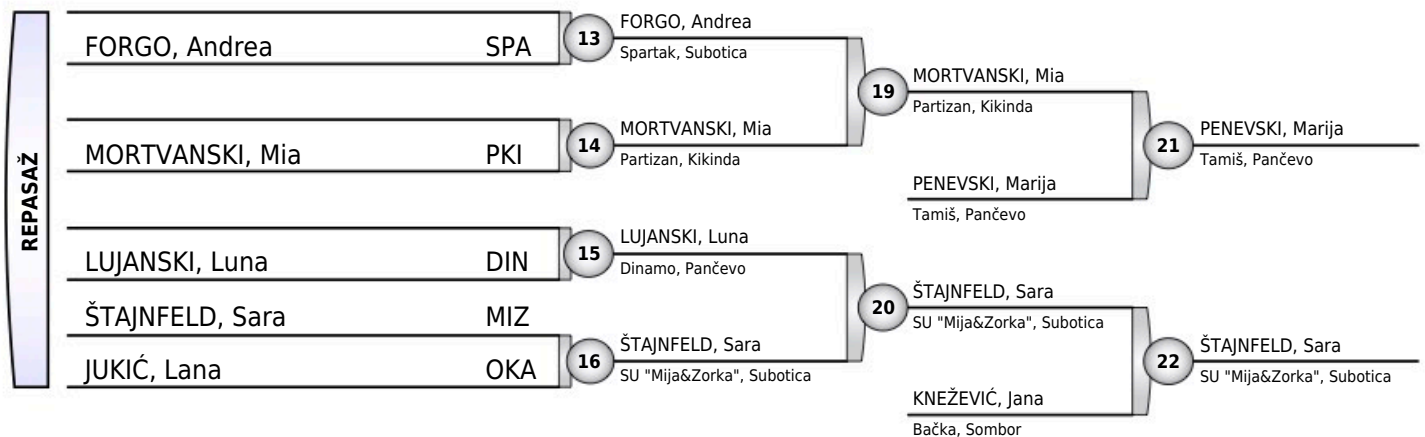 REPASAŽ
FORGO, Andrea SPA
MORTVANSKI, Mia PKI
LUJANSKI, Luna DIN
ŠTAJNFELD, Sara MIZ
JUKIĆ, Lana OKA
13
FORGO, Andrea
Spartak, Subotica
14
MORTVANSKI, Mia
Partizan, Kikinda
15
LUJANSKI, Luna
Dinamo, Pančevo
16
ŠTAJNFELD, Sara
SU "Mija&Zorka", Subotica
19
MORTVANSKI, Mia
Partizan, Kikinda
PENEVSKI, Marija
Tamiš, Pančevo
20
ŠTAJNFELD, Sara
SU "Mija&Zorka", Subotica
KNEŽEVIĆ, Jana
Bačka, Sombor
21
PENEVSKI, Marija
Tamiš, Pančevo
22
ŠTAJNFELD, Sara
SU "Mija&Zorka", Subotica